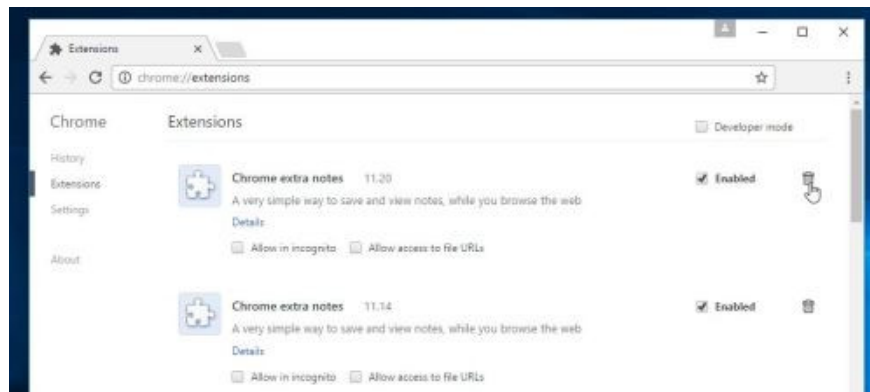 Extensions
chrome://extensions
Chrome
Extensions
Developer mode
History
Extensions
Settings
About
Chrome extra notes 11.20
Enabled
A very simple way to save and view notes, while you browse the web
Details
Allow in incognito Allow access to file URLs
Chrome extra notes 11.14
Enabled
A very simple way to save and view notes, while you browse the web
Details
Allow in incognito Allow access to file URLs